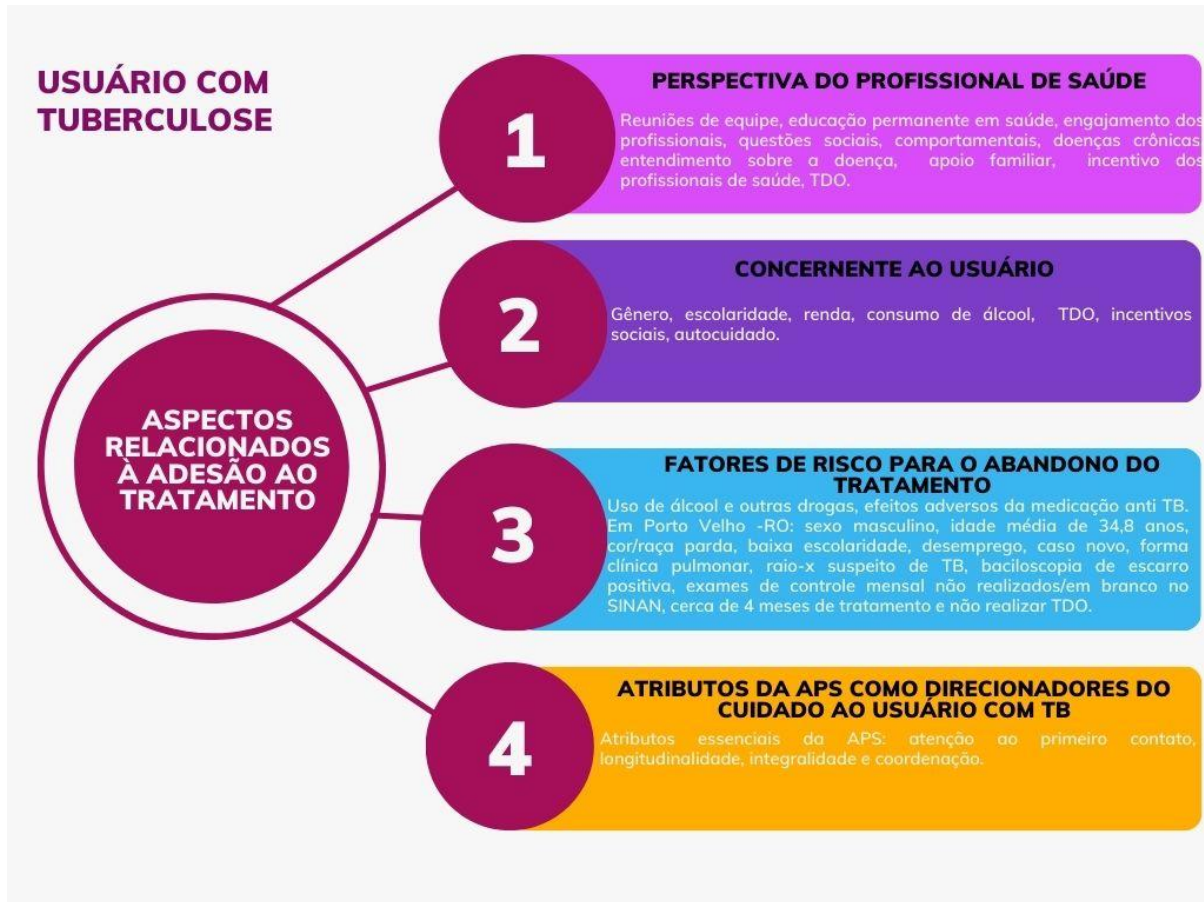 USUÁRIO COM
TUBERCULOSE
ASPECTOS
RELACIONADOS
À ADESÃO AO
TRATAMENTO
1
PERSPECTIVA DO PROFISSIONAL DE SAÚDE
Reuniões de equipe, educação permanente em saúde, engajamento dos
profissionais, questões sociais, comportamentais, doenças crônicas,
entendimento sobre a doença, apoio familiar, incentivo dos
profissionais de saúde, TDO.
2
CONCERNENTE AO USUÁRIO
Gênero, escolaridade, renda, consumo de álcool, TDO, incentivos
sociais, autocuidado.
3
FATORES DE RISCO PARA O ABANDONO DO
TRATAMENTO
Uso de álcool e outras drogas, efeitos adversos da medicação anti TB.
Em Porto Velho -RO: sexo masculino, idade média de 34,8 anos,
cor/raça parda, baixa escolaridade, desemprego, caso novo, forma
clínica pulmonar, raio-x suspeito de TB, baciloscopia de escarro
positiva, exames de controle mensal não realizados/em branco no
SINAN, cerca de 4 meses de tratamento e não realizar TDO.
4
ATRIBUTOS DA APS COMO DIRECIONADORES DO
CUIDADO AO USUÁRIO COM TB
Atributos essenciais da APS: atenção ao primeiro contato,
longitudinalidade, integralidade e coordenação.